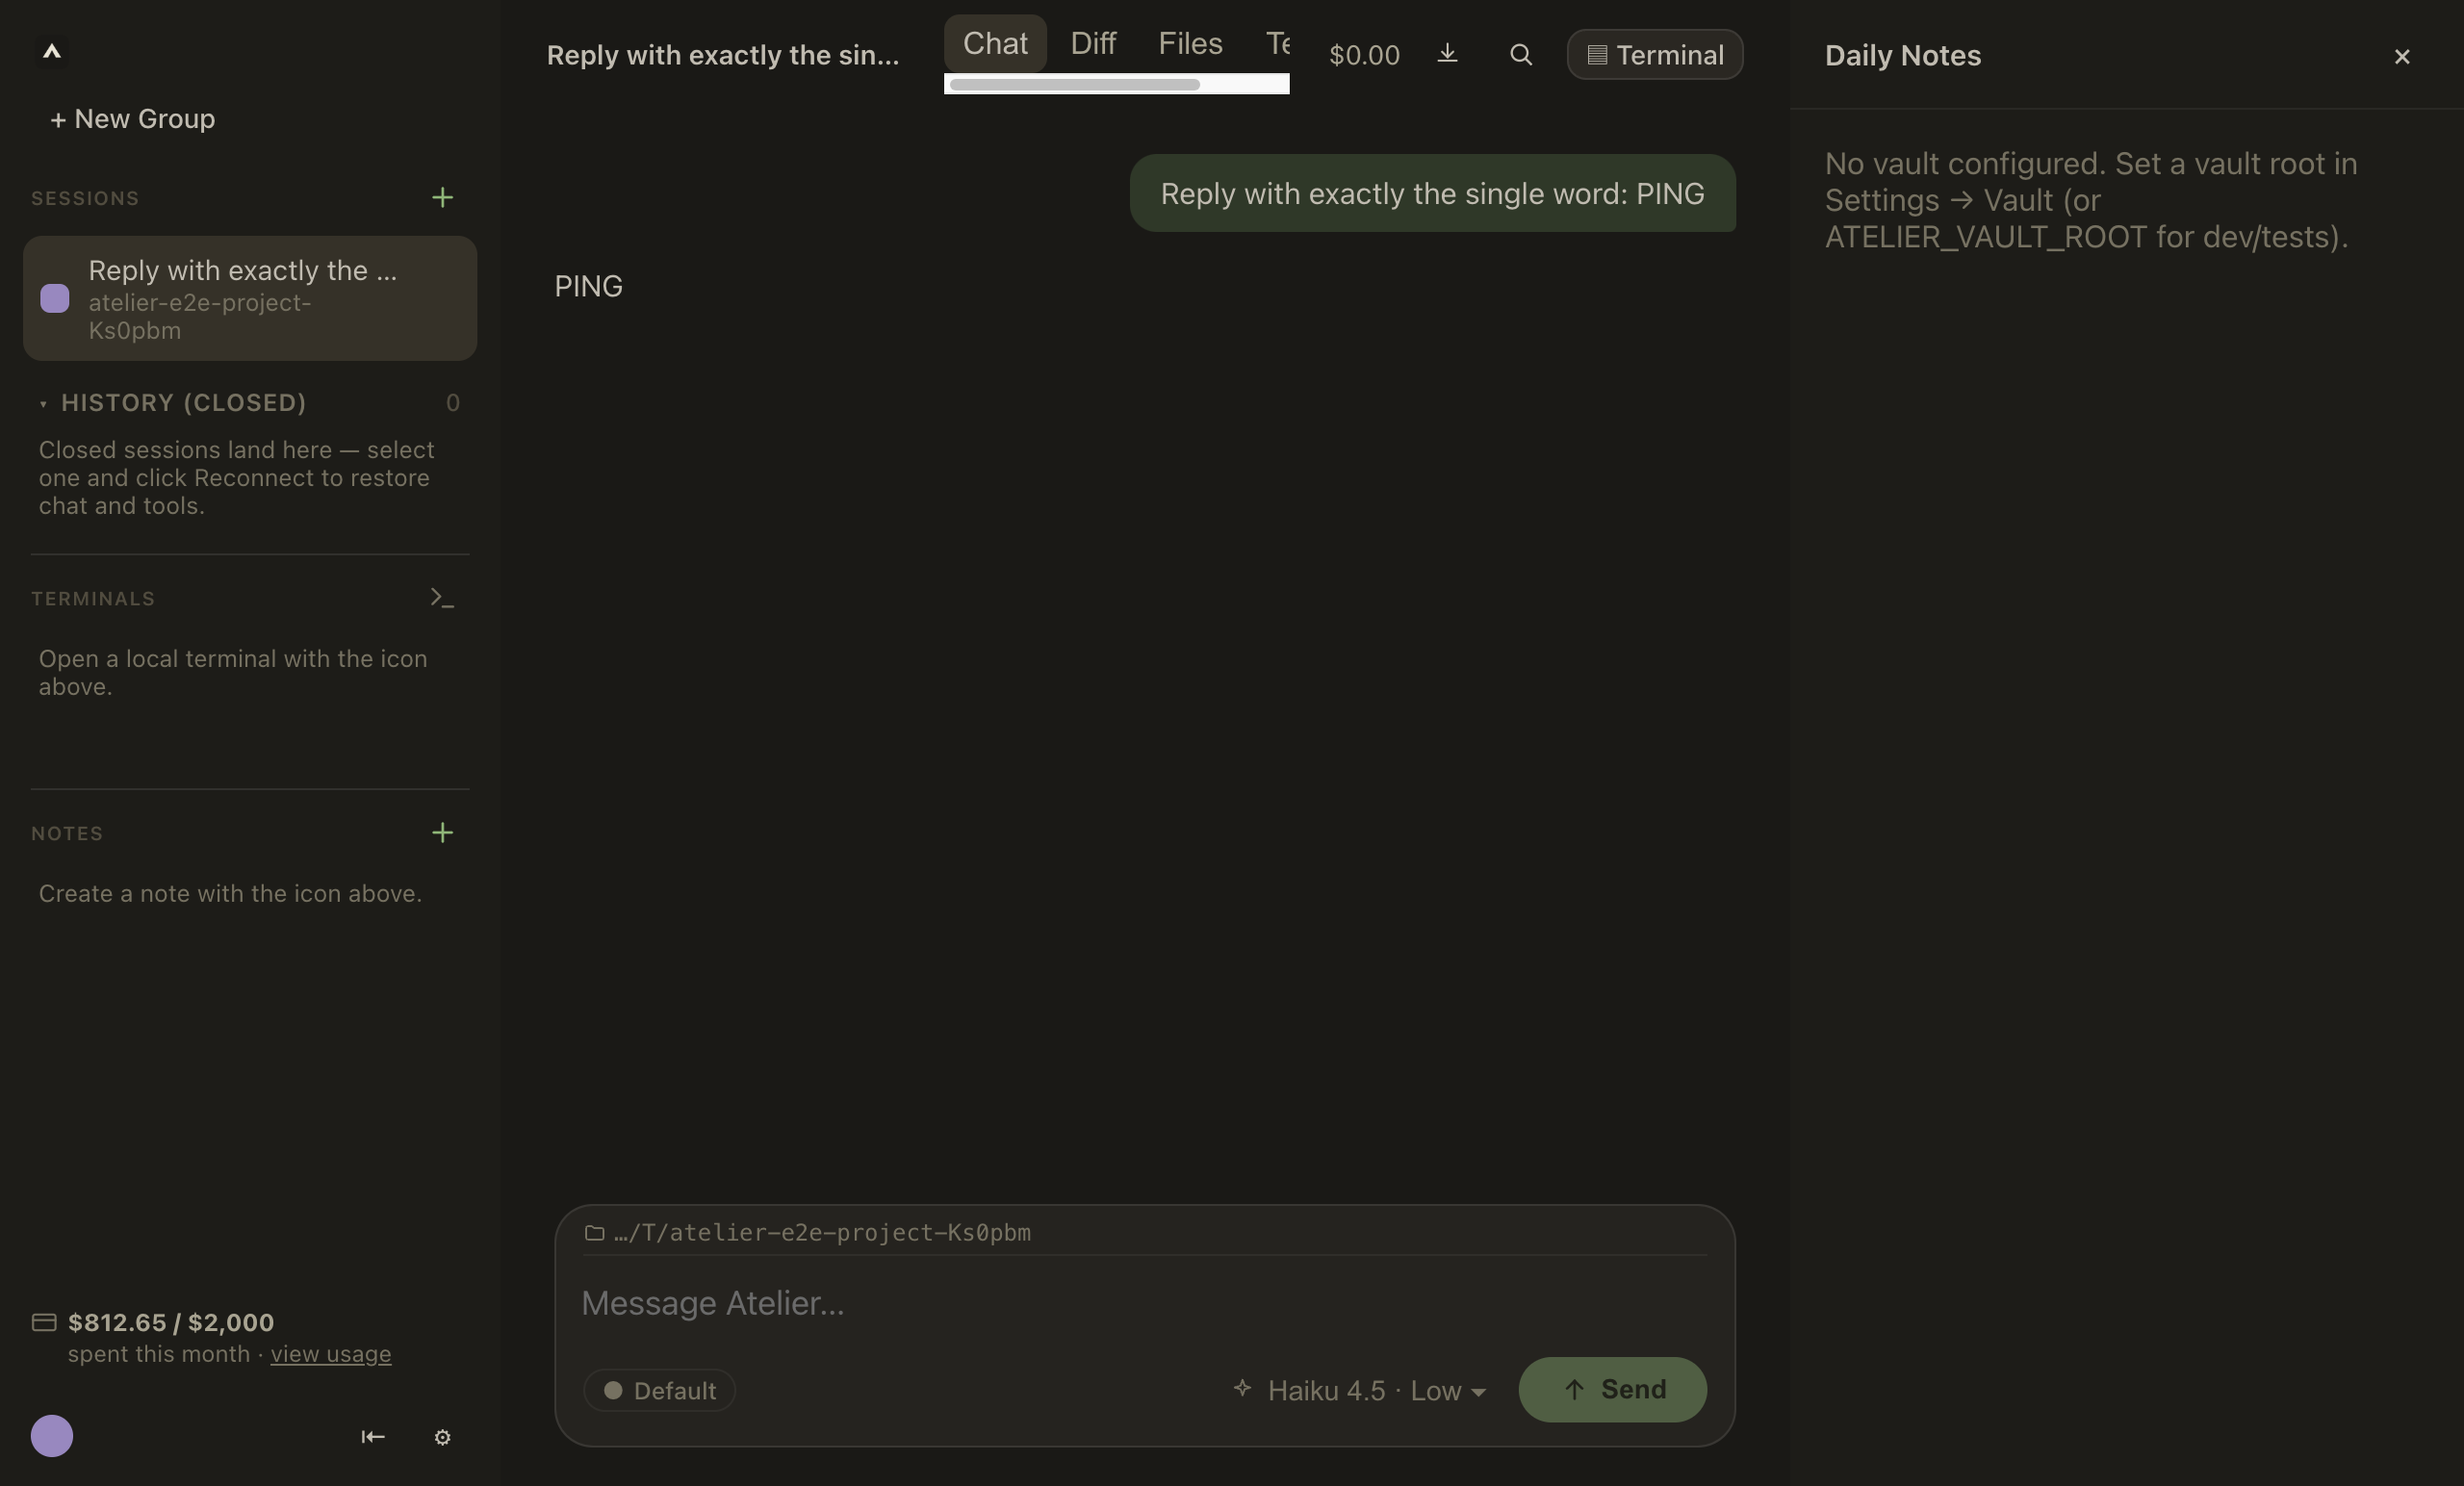 + New Group
SESSIONS
Reply with exactly the ...
atelier-e2e-project-
Ks0pbm
HISTORY (CLOSED) 0
Closed sessions land here — select
one and click Reconnect to restore
chat and tools.
TERMINALS
Open a local terminal with the icon
above.
NOTES
Create a note with the icon above.
$812.65 / $2,000
spent this month · view usage
Reply with exactly the sin...
Chat Diff Files Te
$0.00
Terminal
Reply with exactly the single word: PING
PING
…/T/atelier-e2e-project-Ks0pbm
Message Atelier...
Default
Haiku 4.5 · Low
Send
Daily Notes
No vault configured. Set a vault root in
Settings → Vault (or
ATELIER_VAULT_ROOT for dev/tests).